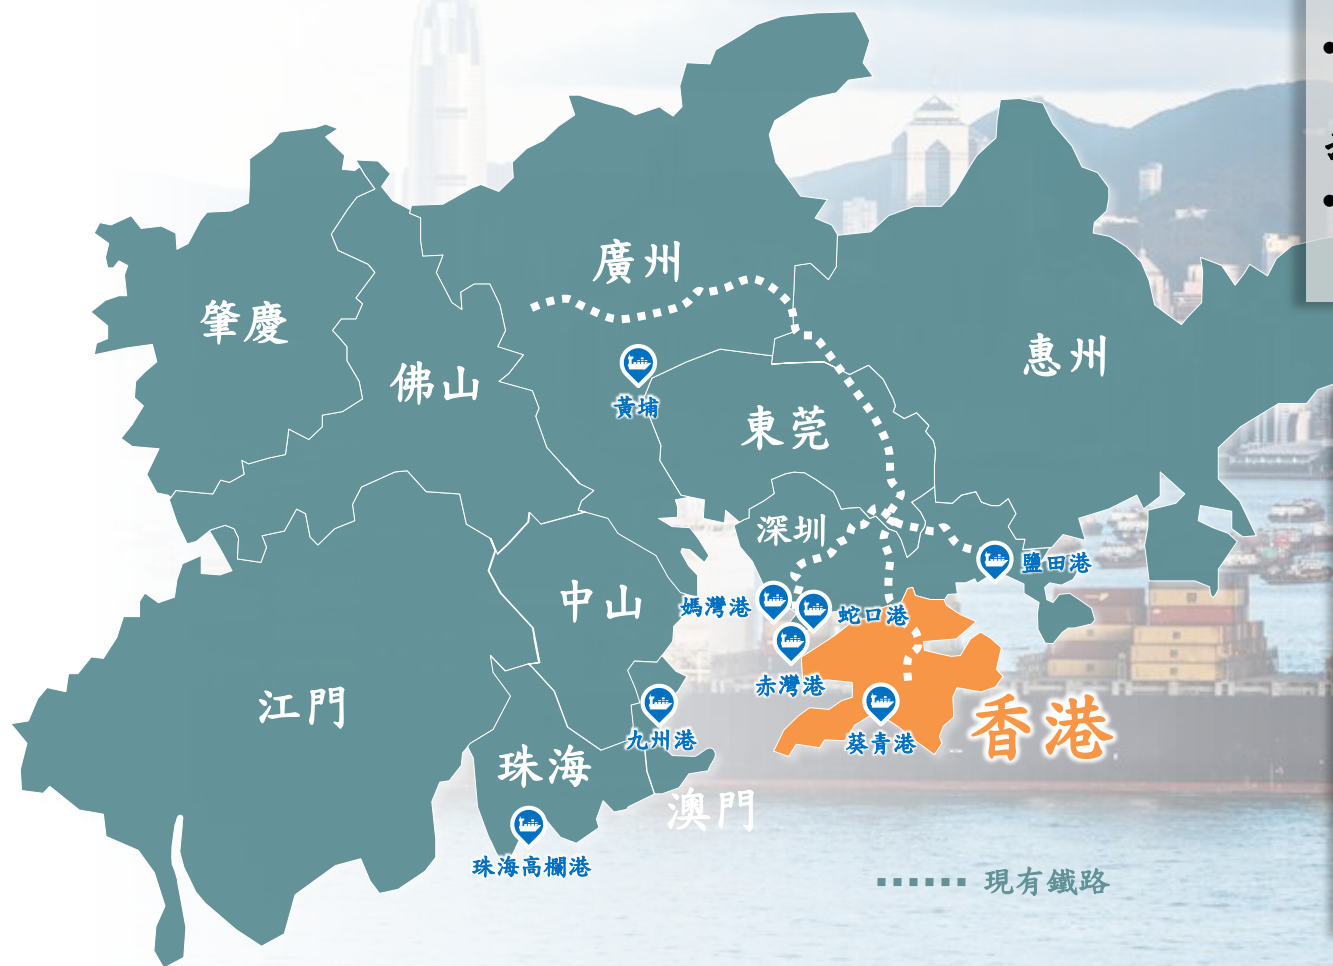 廣州
肇慶
惠州
佛山
黃埔
東莞
深圳
鹽田港
中山
媽灣港
蛇口港
赤灣港
江門
香港
九州港
葵青港
珠海
澳門
珠海高欄港
現有鐵路